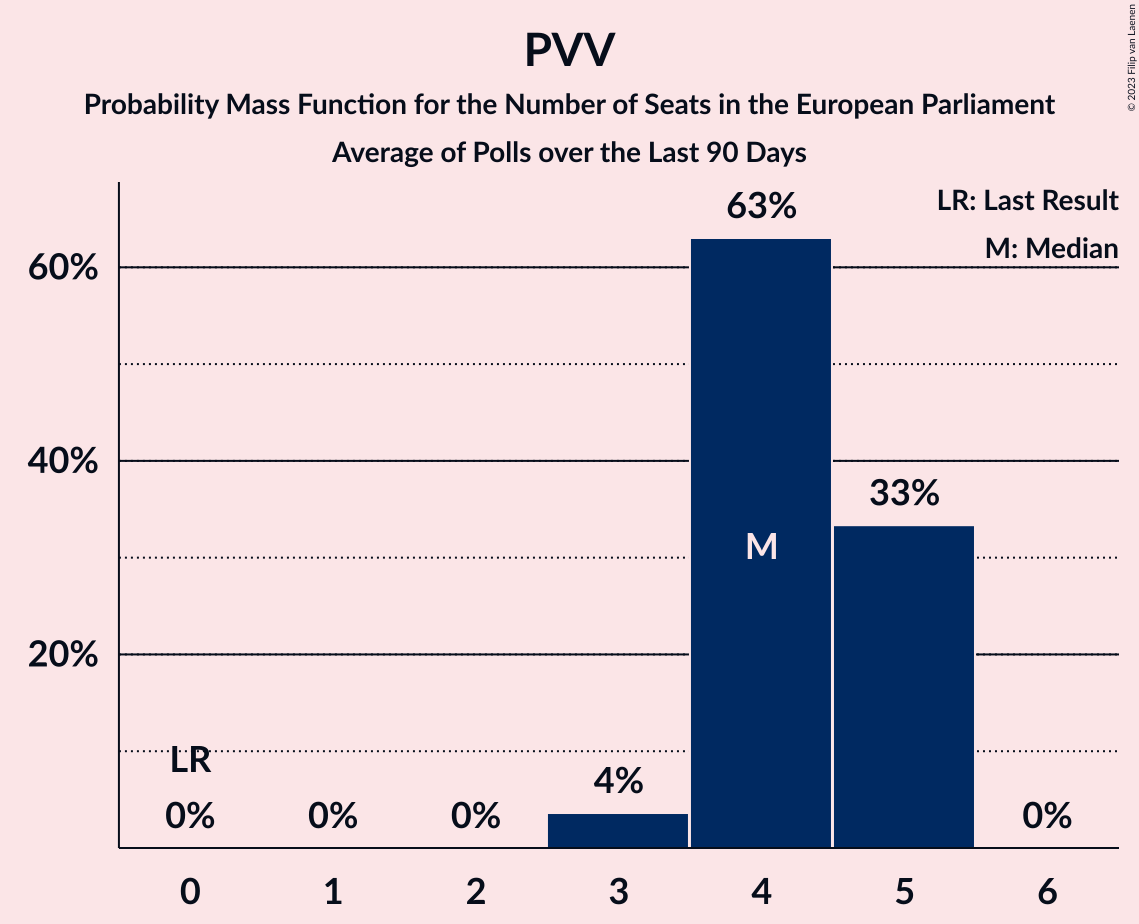 PVV
Probability Mass Function for the Number of Seats in the European Parliament
Average of Polls over the Last 90 Days
© 2023 Filip van Laenen
LR: Last Result
M: Median
60%
40%
20%
63%
33%
M
LR
4%
0%
0%
0%
0%
0
1
2
3
4
5
6